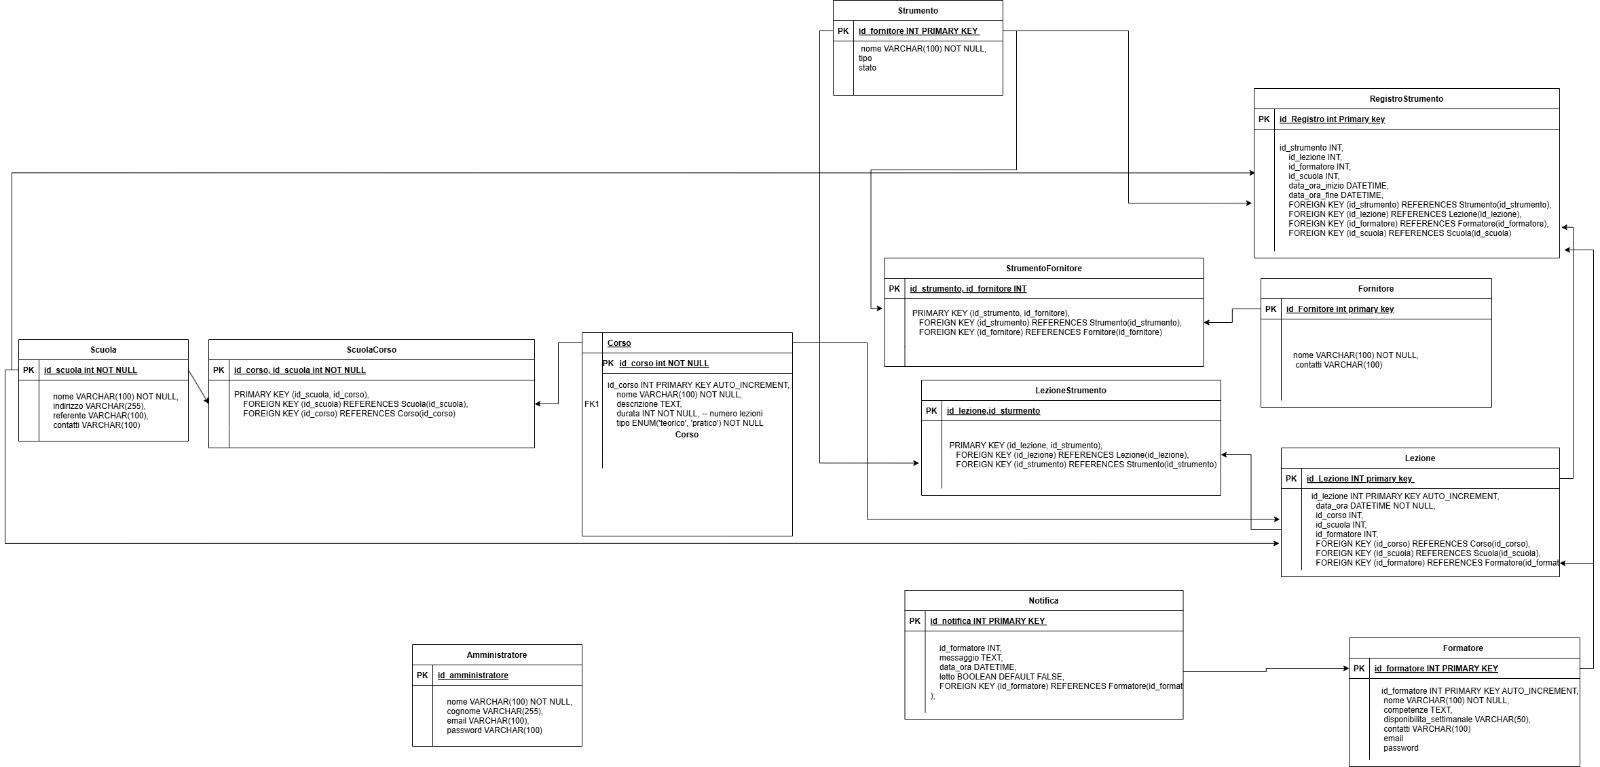 Strumento
PK id_fornitore INT PRIMARY KEY
nome VARCHAR(100) NOT NULL,
tipo
stato
RegistroStrumento
PK id_Registro int Primary key
id_strumento INT,
id_lezione INT,
id_formatore INT,
id_scuola INT,
data_ora_inizio DATETIME,
data_ora_fine DATETIME,
FOREIGN KEY (id_strumento) REFERENCES Strumento(id_strumento),
FOREIGN KEY (id_lezione) REFERENCES Lezione(id_lezione),
FOREIGN KEY (id_formatore) REFERENCES Formatore(id_formatore),
FOREIGN KEY (id_scuola) REFERENCES Scuola(id_scuola)
StrumentoFornitore
PK id_strumento, id_fornitore INT
PRIMARY KEY (id_strumento, id_fornitore),
FOREIGN KEY (id_strumento) REFERENCES Strumento(id_strumento),
FOREIGN KEY (id_fornitore) REFERENCES Fornitore(id_fornitore)
Fornitore
PK id_Fornitore int primary key
nome VARCHAR(100) NOT NULL,
contatti VARCHAR(100)
Scuola
PK id_scuola int NOT NULL
nome VARCHAR(100) NOT NULL,
indirizzo VARCHAR(255),
referente VARCHAR(100),
contatti VARCHAR(100)
ScuolaCorso
PK id_corso, id_scuola int NOT NULL
PRIMARY KEY (id_scuola, id_corso),
FOREIGN KEY (id_scuola) REFERENCES Scuola(id_scuola),
FOREIGN KEY (id_corso) REFERENCES Corso(id_corso)
Corso
PK id_corso int NOT NULL
FK1
id_corso INT PRIMARY KEY AUTO_INCREMENT,
nome VARCHAR(100) NOT NULL,
descrizione TEXT,
durata INT NOT NULL, -- numero lezioni
tipo ENUM('teorico', 'pratico') NOT NULL
Corso
LezioneStrumento
PK id_lezione,id_sturmento
PRIMARY KEY (id_lezione, id_strumento),
FOREIGN KEY (id_lezione) REFERENCES Lezione(id_lezione),
FOREIGN KEY (id_strumento) REFERENCES Strumento(id_strumento)
Lezione
PK id_Lezione INT primary key
id_lezione INT PRIMARY KEY AUTO_INCREMENT,
data_ora DATETIME NOT NULL,
id_corso INT,
id_scuola INT,
id_formatore INT,
FOREIGN KEY (id_corso) REFERENCES Corso(id_corso),
FOREIGN KEY (id_scuola) REFERENCES Scuola(id_scuola),
FOREIGN KEY (id_formatore) REFERENCES Formatore(id_format
Notifica
PK id_notifica INT PRIMARY KEY
id_formatore INT,
messaggio TEXT,
data_ora DATETIME,
letto BOOLEAN DEFAULT FALSE,
FOREIGN KEY (id_formatore) REFERENCES Formatore(id_format
);
Amministratore
PK id_amministratore
nome VARCHAR(100) NOT NULL,
cognome VARCHAR(255),
email VARCHAR(100),
password VARCHAR(100)
Formatore
PK id_formatore INT PRIMARY KEY
id_formatore INT PRIMARY KEY AUTO_INCREMENT,
nome VARCHAR(100) NOT NULL,
competenze TEXT,
disponibilita_settimanale VARCHAR(50),
contatti VARCHAR(100)
email
password